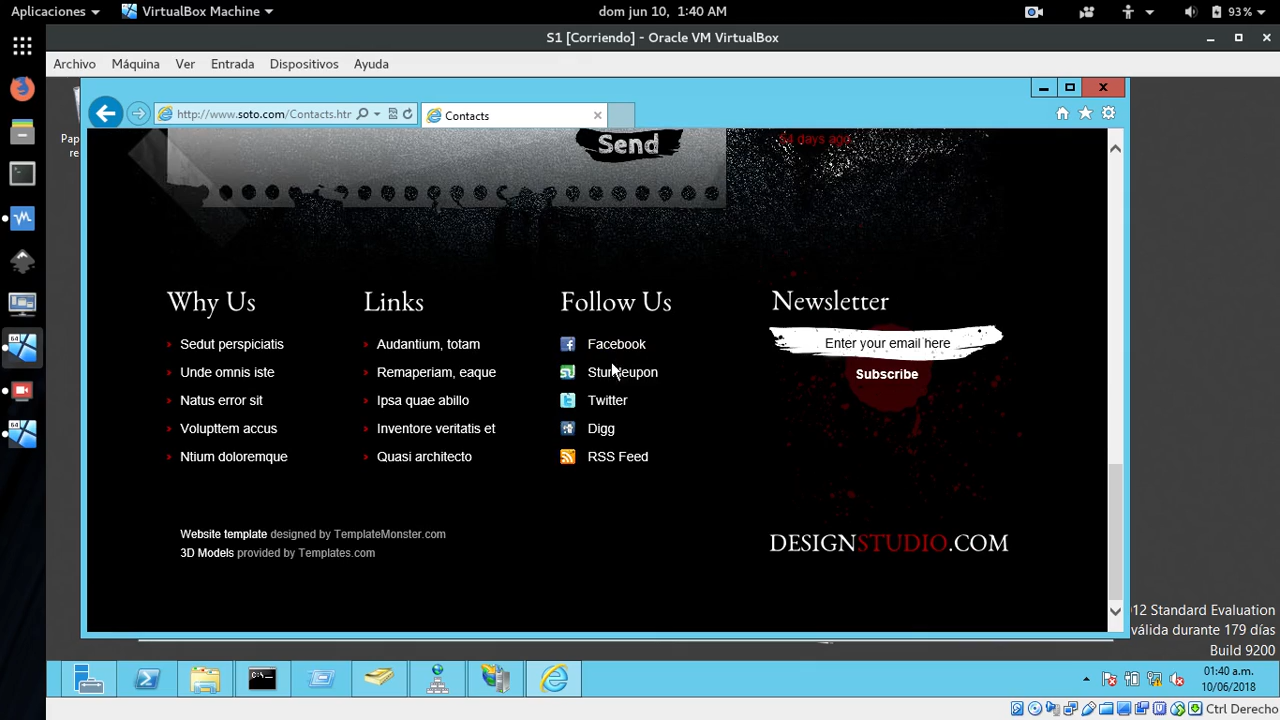 Aplicaciones
VirtualBox Machine
dom jun 10, 1:40 AM
93%
S1 [Corriendo] - Oracle VM VirtualBox
Archivo Máquina Ver Entrada Dispositivos Ayuda
http://www.soto.com/Contacts.htr
Contacts
Pap
re
Send
days ago
Why Us
Sedut perspiciatis
Unde omnis iste
Natus error sit
Volupttem accus
Ntium doloremque
Links
Audantium, totam
Remaperiam, eaque
Ipsa quae abillo
Inventore veritatis et
Quasi architecto
Follow Us
Facebook
Stumbleupon
Twitter
Digg
RSS Feed
Newsletter
Enter your email here
Subscribe
Website template designed by TemplateMonster.com
3D Models provided by Templates.com
DESIGNSTUDIO.COM
12 Standard Evaluation
válida durante 179 días
Build 9200
01:40 a.m.
10/06/2018
Ctrl Derecho